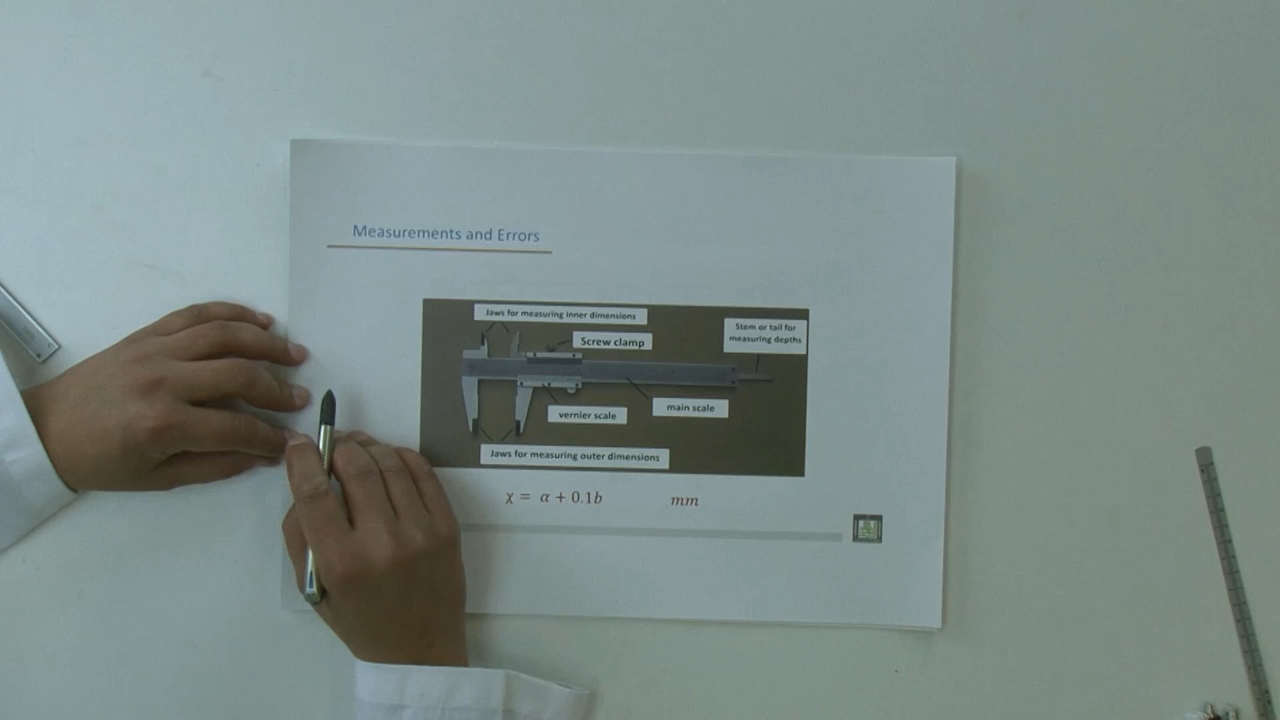 Measurements and Errors
Jaws for measuring inner dimensions
Screw clamp
Stem or tail for
measuring depths
vernier scale
main scale
Jaws for measuring outer dimensions
χ = α + 0.1b mm